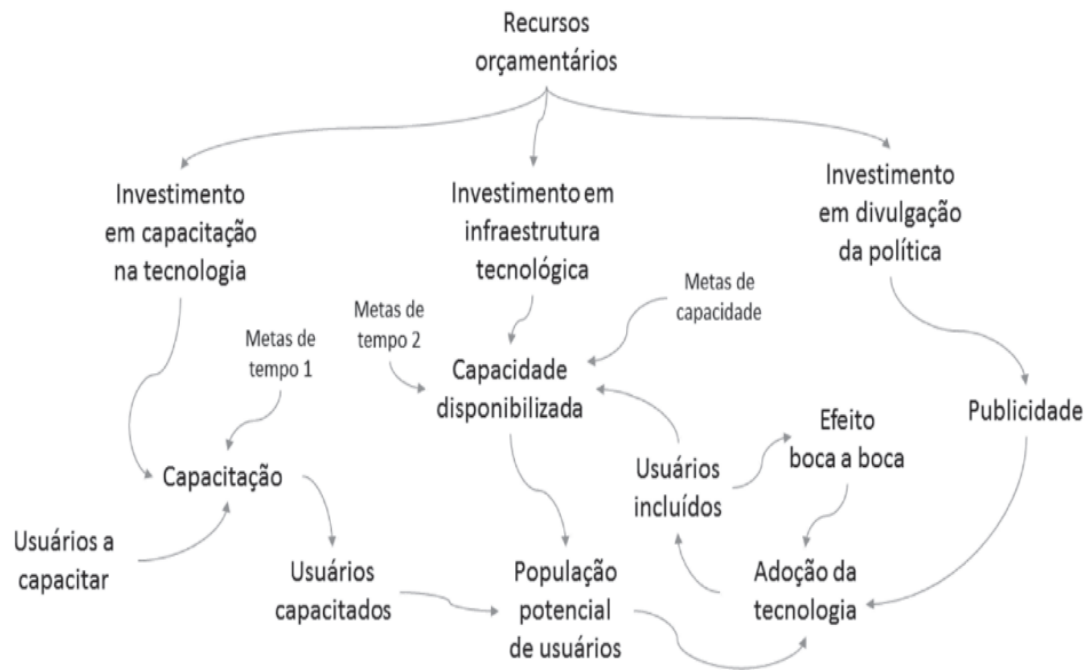 Recursos
orçamentários
Investimento
em capacitação
na tecnologia
Investimento em
infraestrutura
tecnológica
Investimento
em divulgação
da política
Metas de
tempo 1
Metas de
tempo 2
Metas de
capacidade
Capacidade
disponibilizada
Publicidade
Efeito
boca a boca
Capacitação
Usuários
incluídos
Usuários a
capacitar
Usuários
capacitados
População
potencial
de usuários
Adoção da
tecnologia